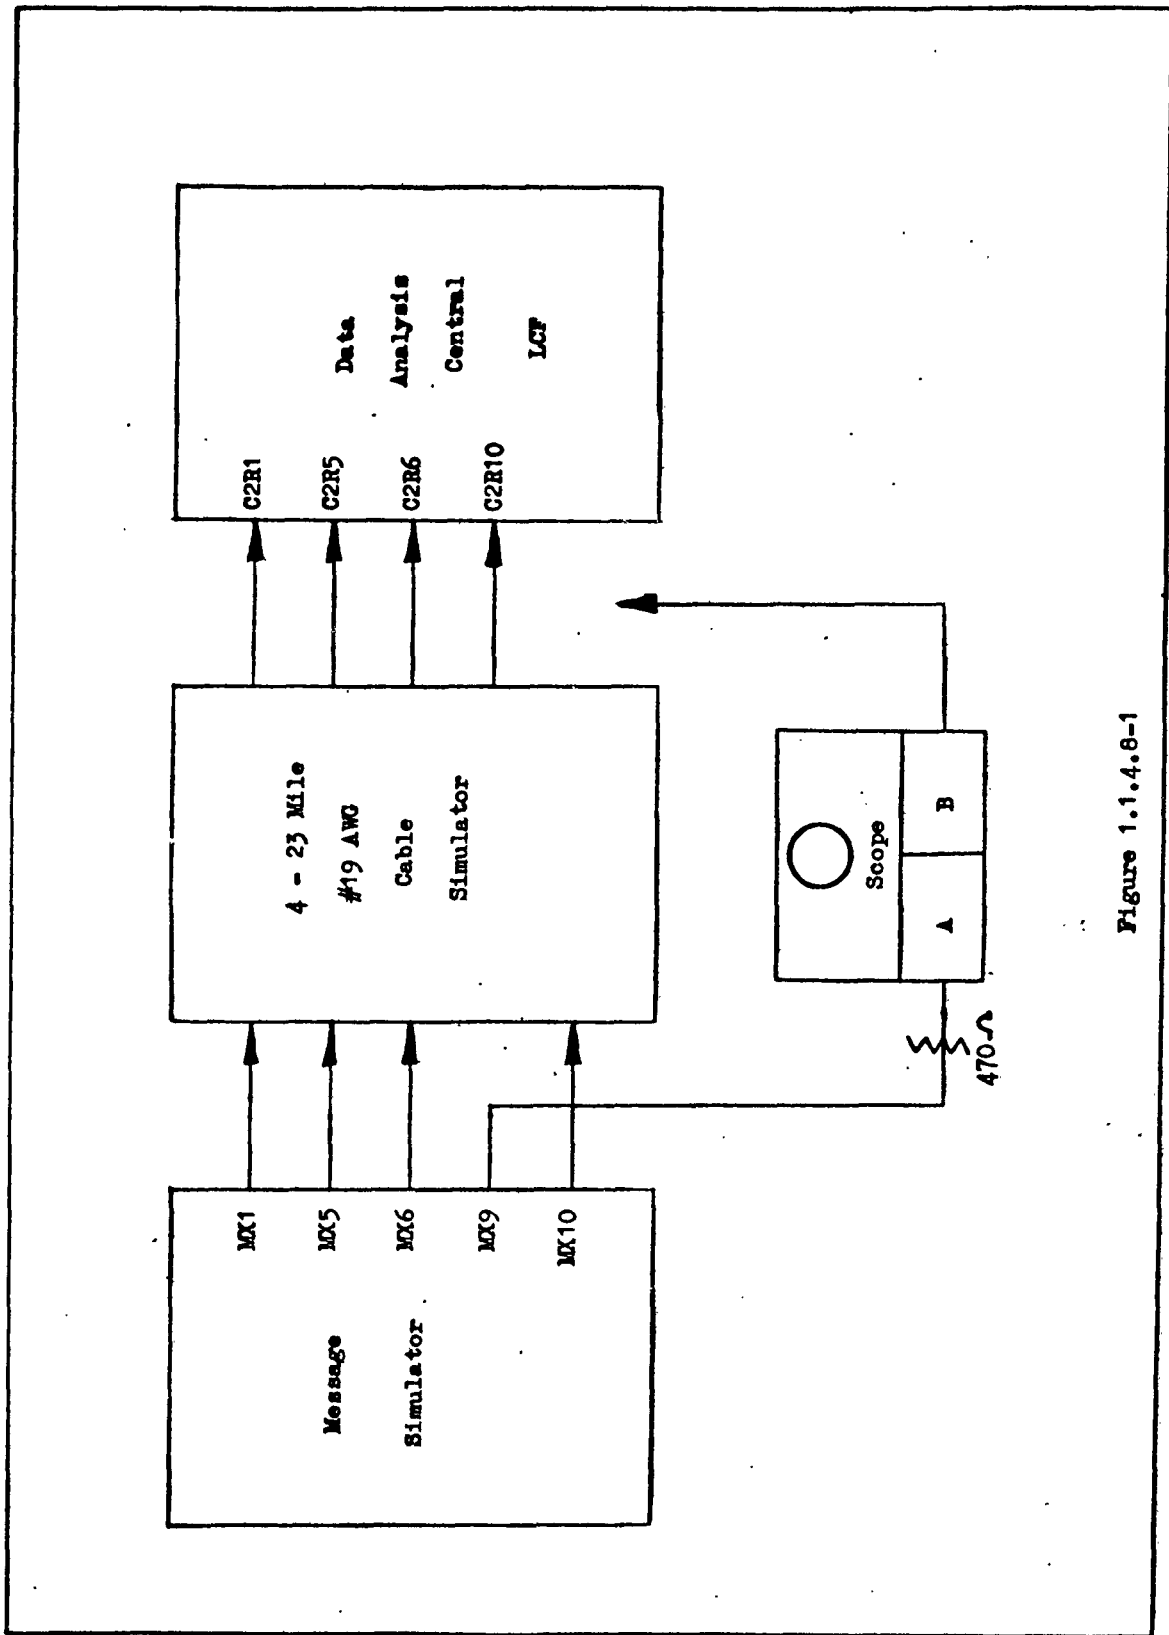 Message
Simulator
MX1
MX5
MX6
MX9
MX10
4 - 23 Mile
#19 AWG
Cable
Simulator
C2R1
C2R5
C2R6
C2R10
Data
Analysis
Central
LCF
Scope
A
B
470Ω
Figure 1.1.4.8-1